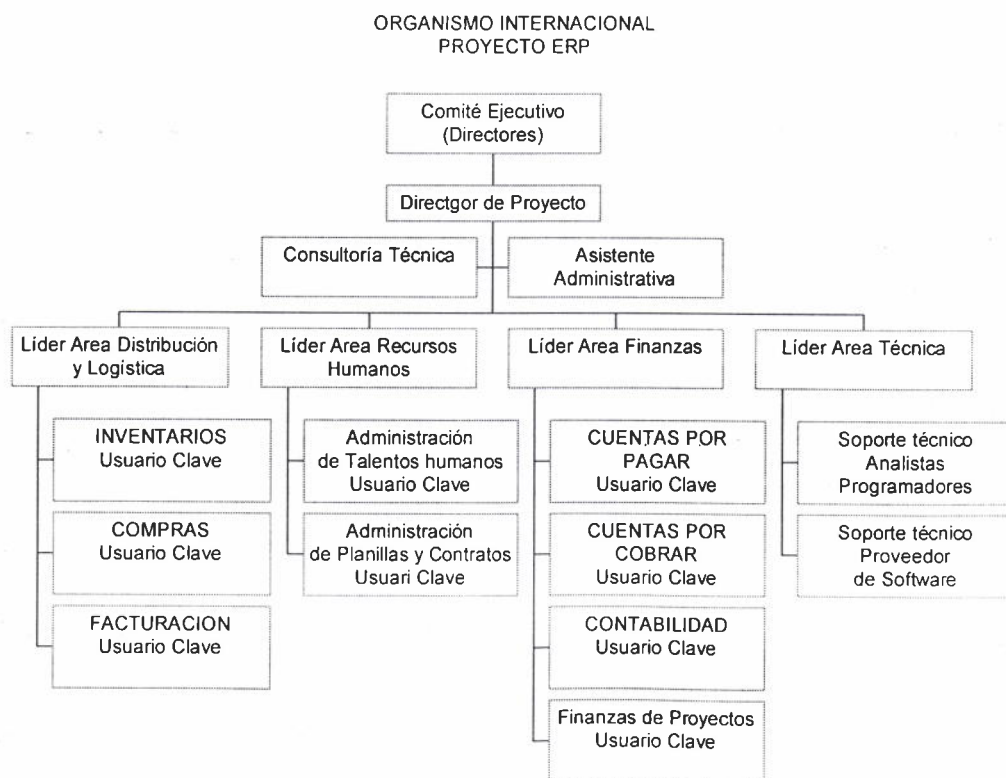 ORGANISMO INTERNACIONAL
PROYECTO ERP
Comité Ejecutivo
(Directores)
Directgor de Proyecto
Consultoría Técnica
Asistente
Administrativa
Líder Area Distribución
y Logística
INVENTARIOS
Usuario Clave
COMPRAS
Usuario Clave
FACTURACION
Usuario Clave
Líder Area Recursos
Humanos
Administración
de Talentos humanos
Usuario Clave
Administración
de Planillas y Contratos
Usuari Clave
Líder Area Finanzas
CUENTAS POR
PAGAR
Usuario Clave
CUENTAS POR
COBRAR
Usuario Clave
CONTABILIDAD
Usuario Clave
Finanzas de Proyectos
Usuario Clave
Líder Area Técnica
Soporte técnico
Analistas
Programadores
Soporte técnico
Proveedor
de Software